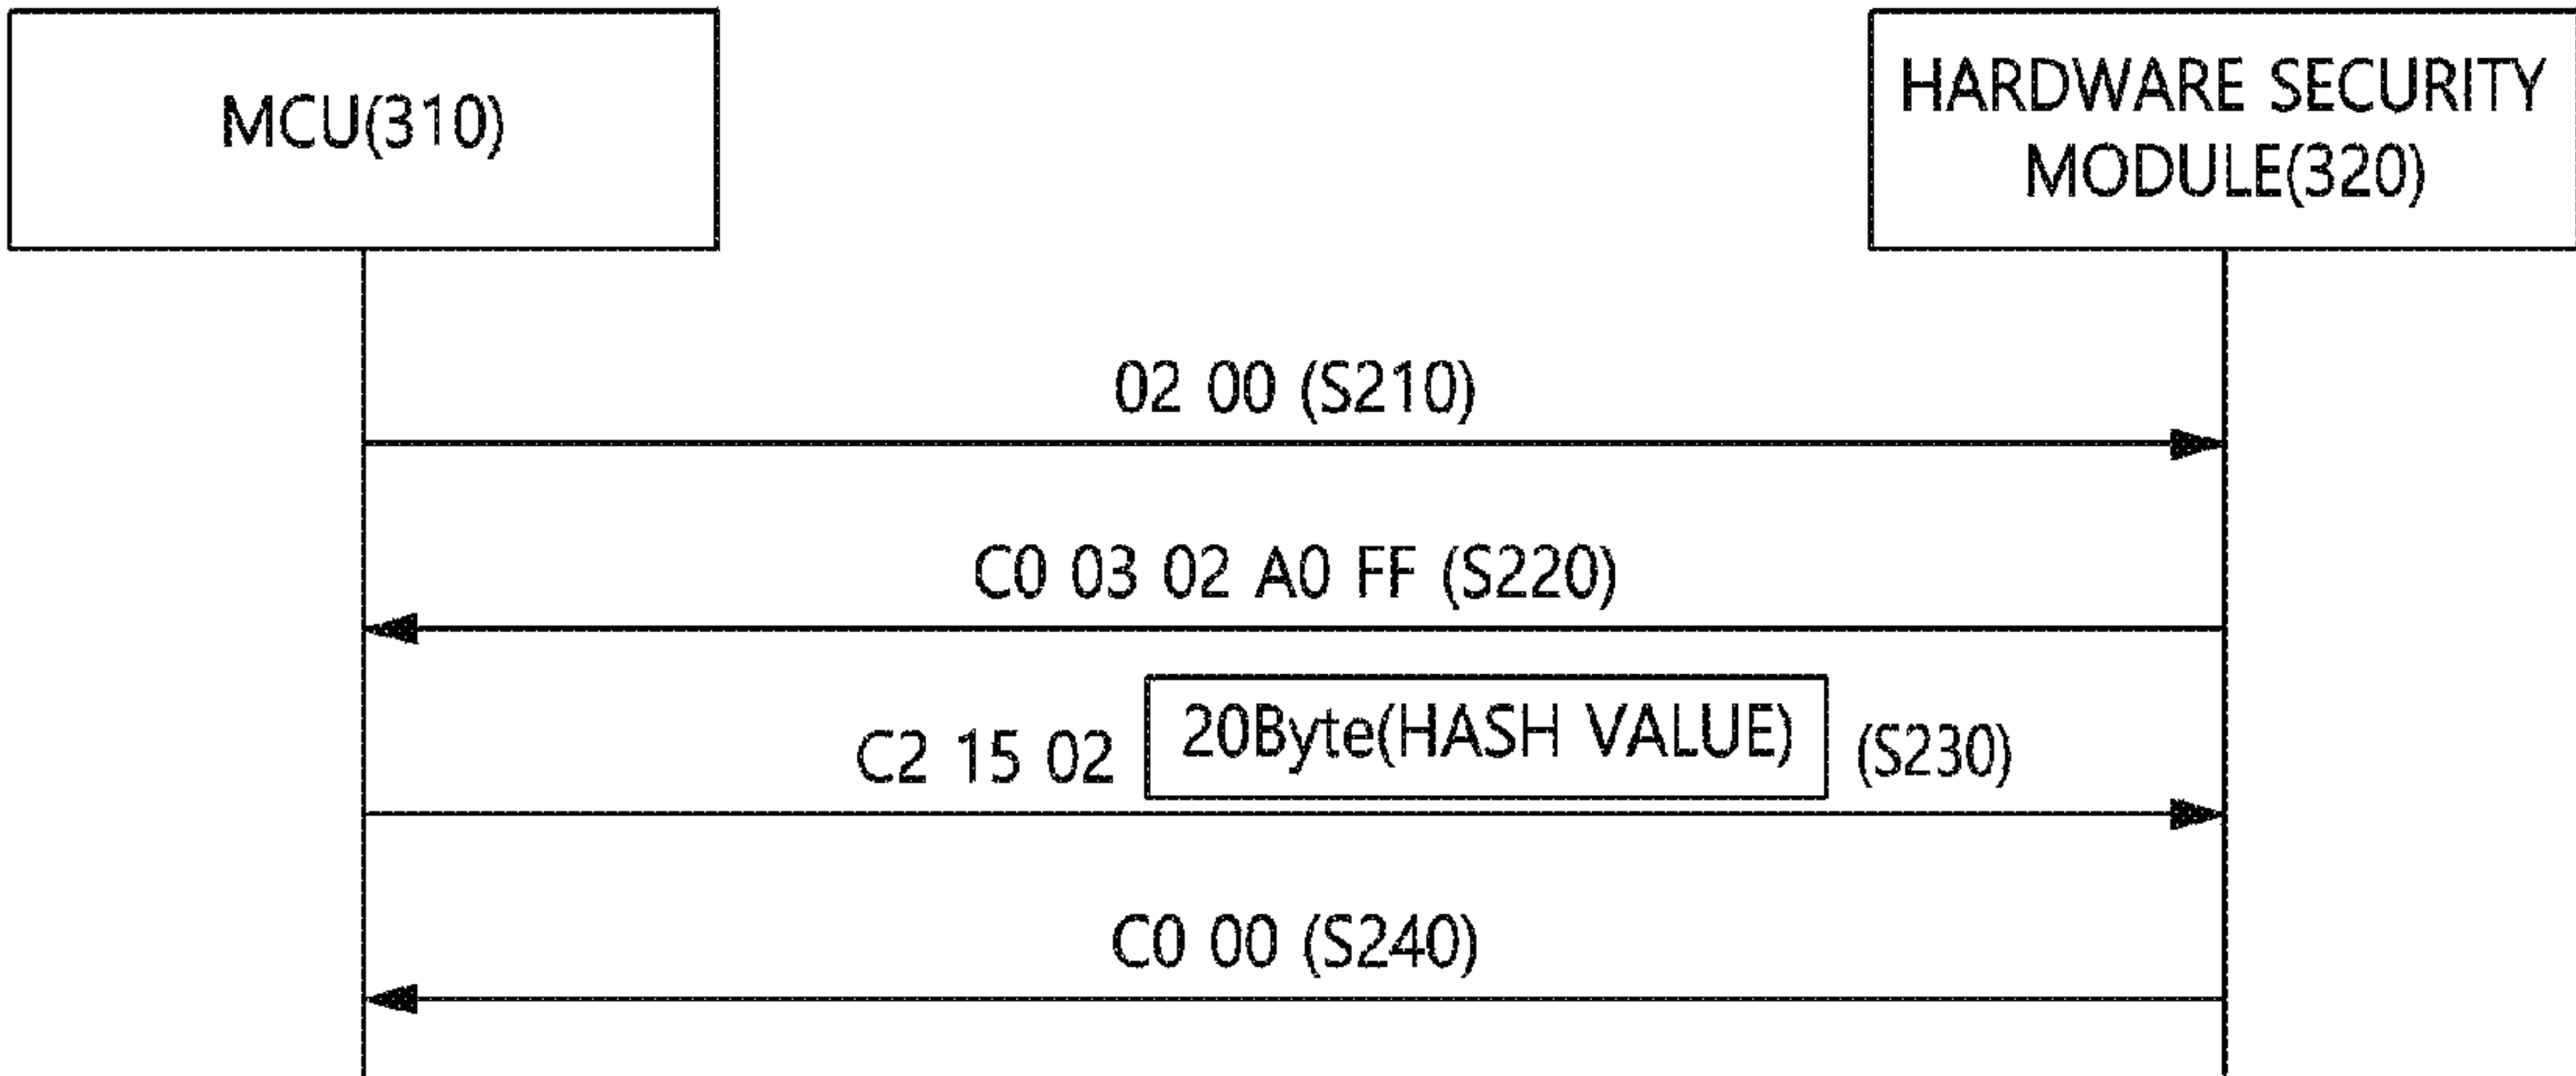 MCU(310)
HARDWARE SECURITY
MODULE(320)
02 00 (S210)
C0 03 02 A0 FF (S220)
C2 15 02 20Byte(HASH VALUE) (S230)
C0 00 (S240)